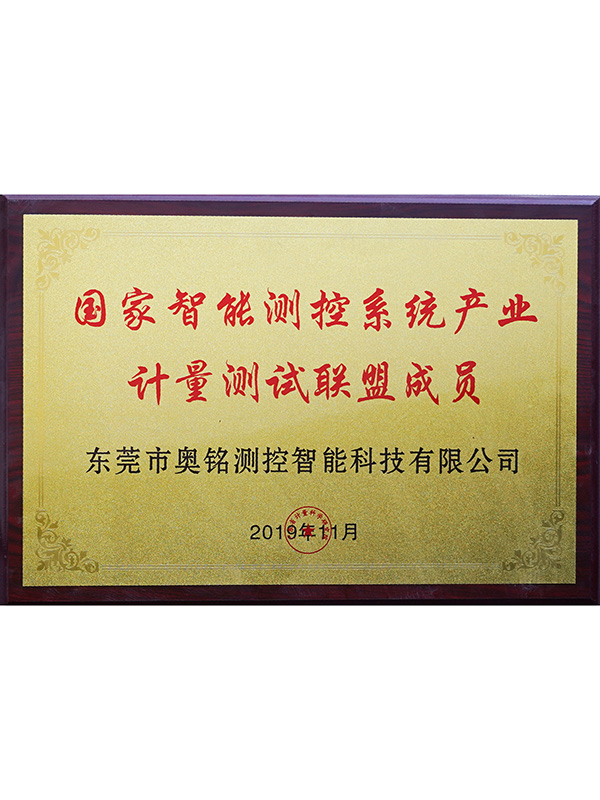 国家智能测控系统产业
计量测试联盟成员
东莞市奥铭测控智能科技有限公司
2019年11月